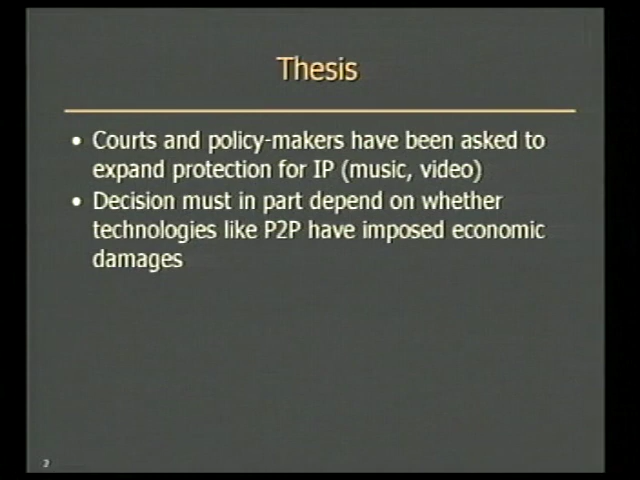 Thesis
• Courts and policy-makers have been asked to
expand protection for IP (music, video)
• Decision must in part depend on whether
technologies like P2P have imposed economic
damages
2